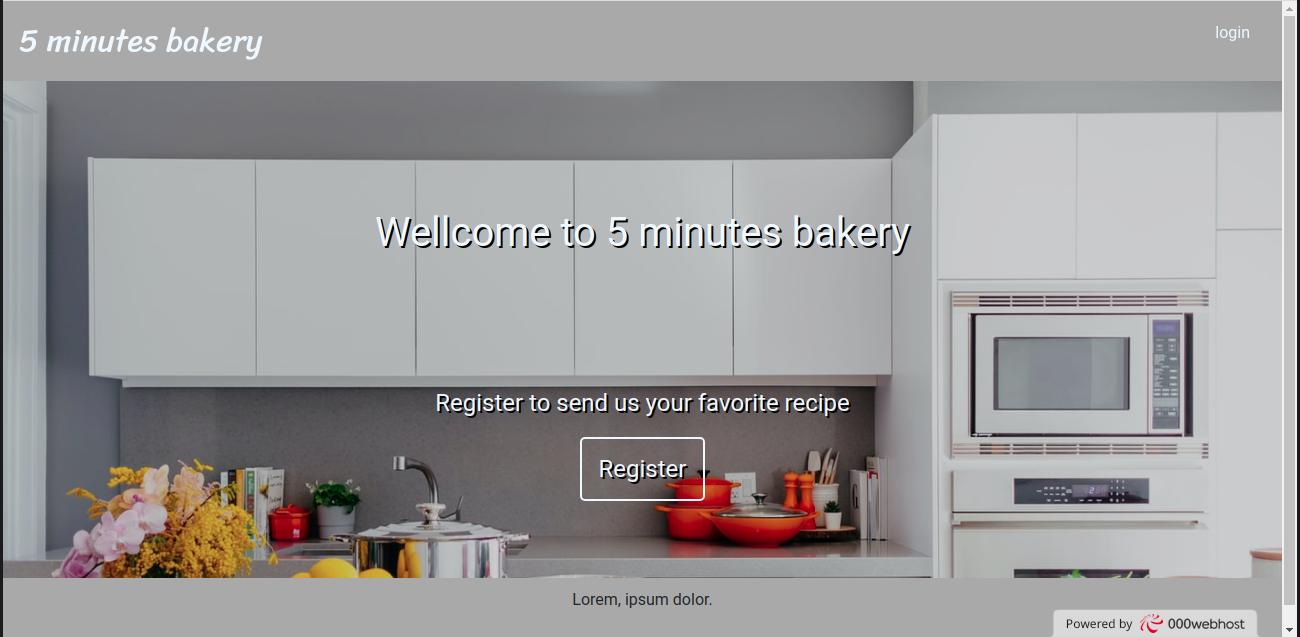 5 minutes bakery
login
Wellcome to 5 minutes bakery
Register to send us your favorite recipe
Register
Lorem, ipsum dolor.
Powered by 000webhost